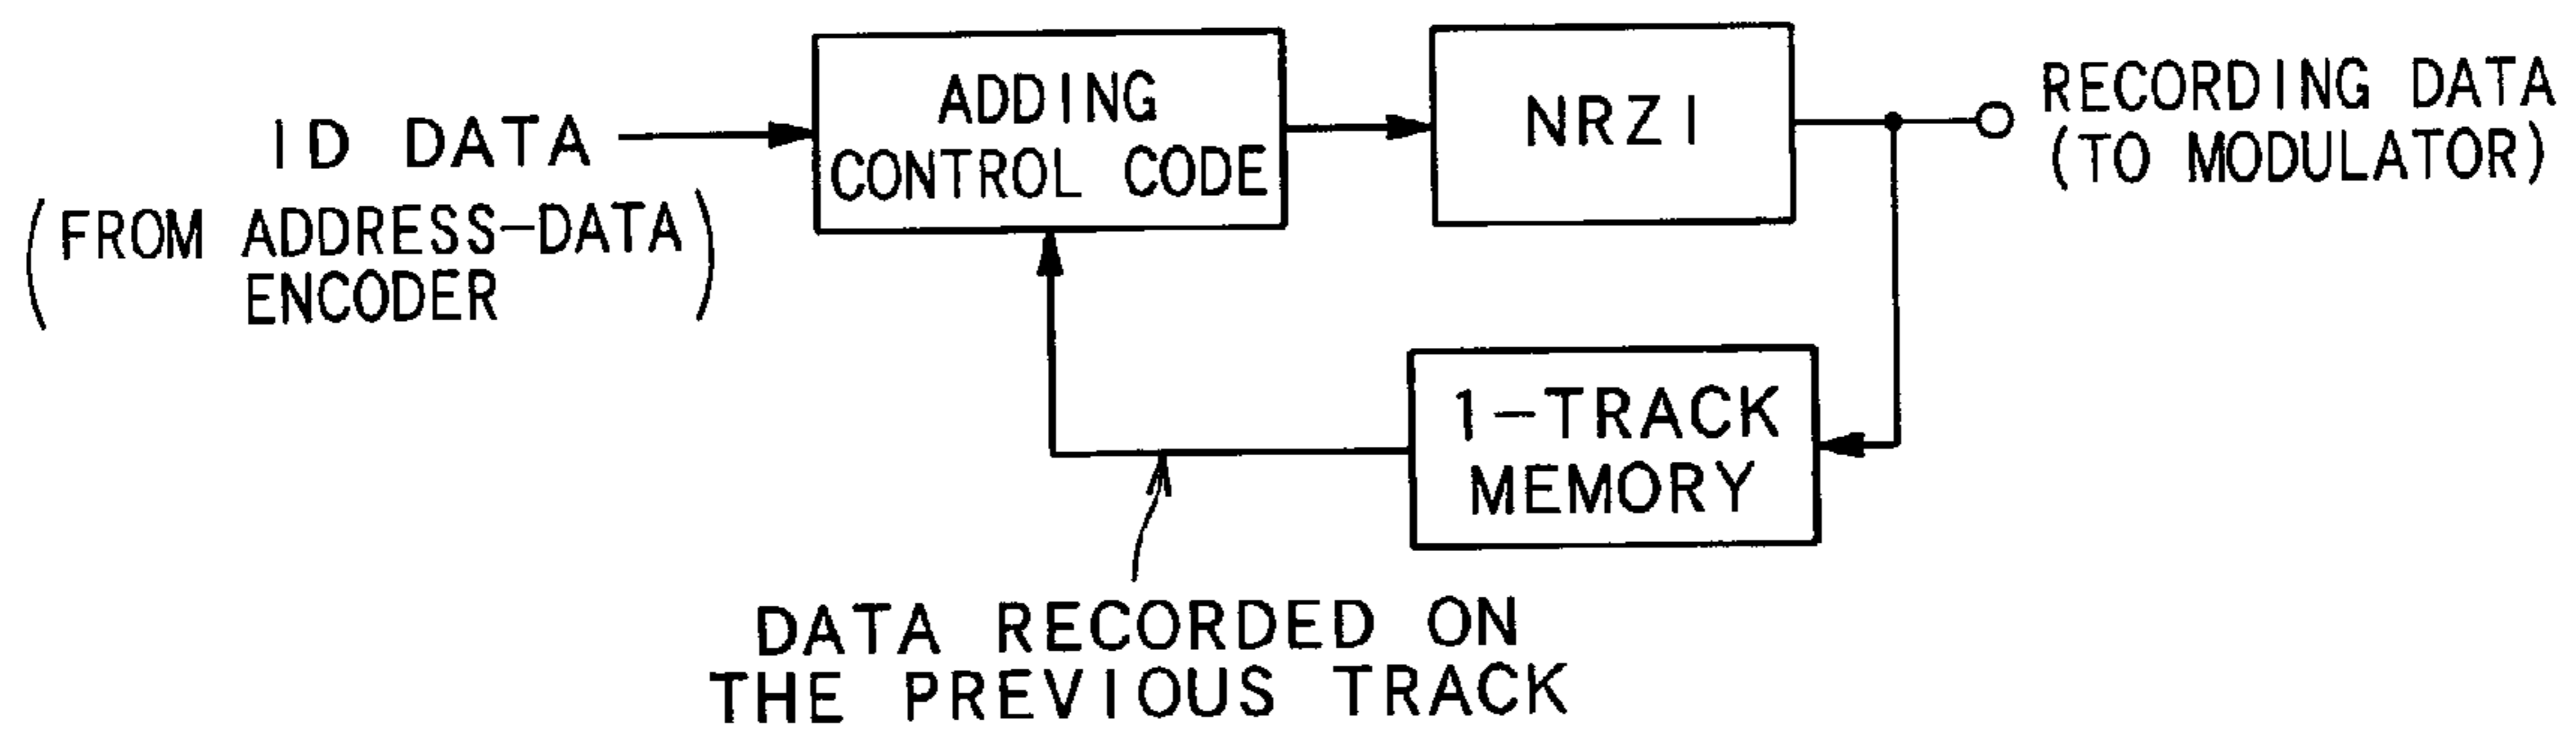 ID DATA
(FROM ADDRESS-DATA
ENCODER)
ADDING
CONTROL CODE
NRZI
RECORDING DATA
(TO MODULATOR)
1-TRACK
MEMORY
DATA RECORDED ON
THE PREVIOUS TRACK